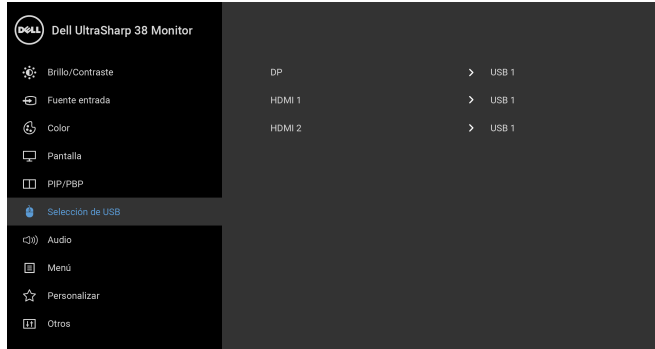 DELL Dell UltraSharp 38 Monitor
Brillo/Contraste DP > USB 1
Fuente entrada HDMI 1 > USB 1
Color HDMI 2 > USB 1
Pantalla
PIP/PBP
Selección de USB
Audio
Menú
Personalizar
Otros